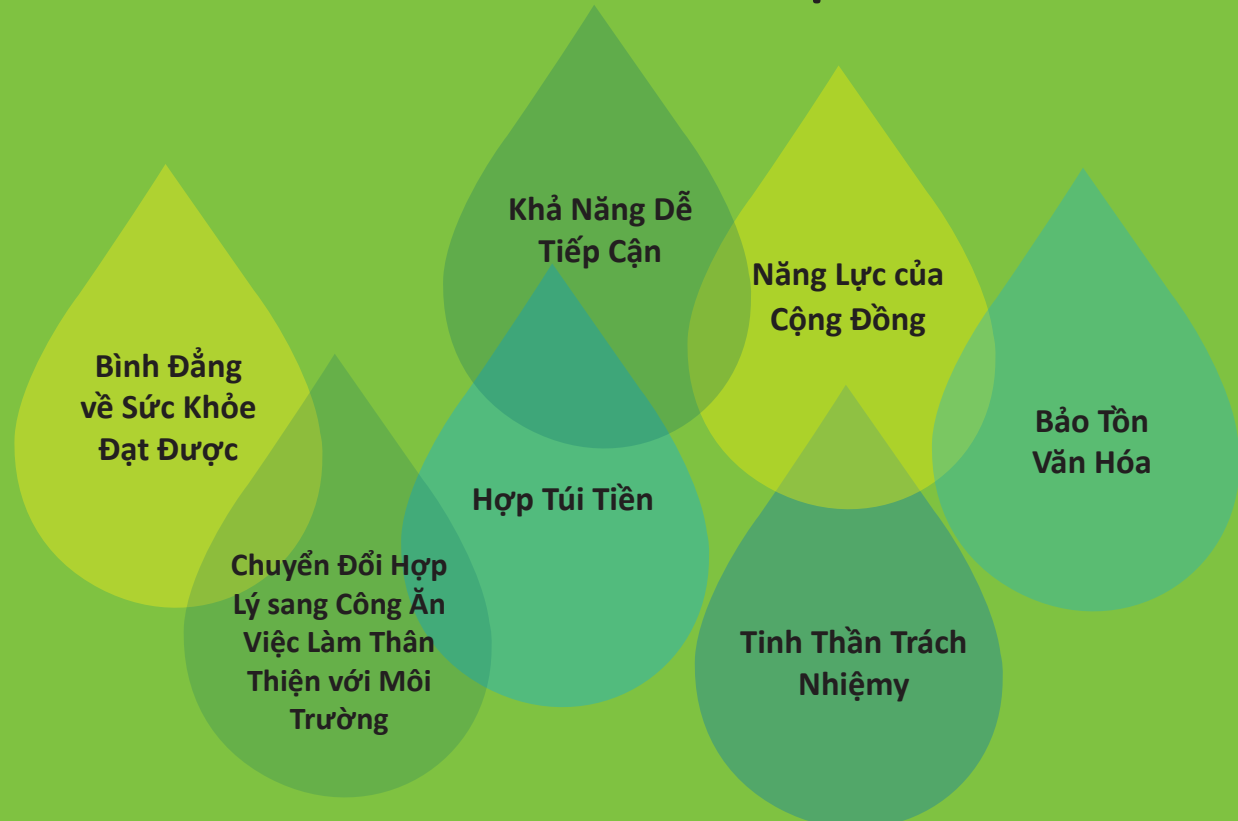 Khả Năng Dễ
Tiếp Cận
Năng Lực của
Cộng Đồng
Bình Đẳng
về Sức Khỏe
Đạt Được
Bảo Tồn
Văn Hóa
Hợp Túi Tiền
Chuyển Đổi Hợp
Lý sang Công Ăn
Việc Làm Thân
Thiện với Môi
Trường
Tinh Thần Trách
Nhiệmy